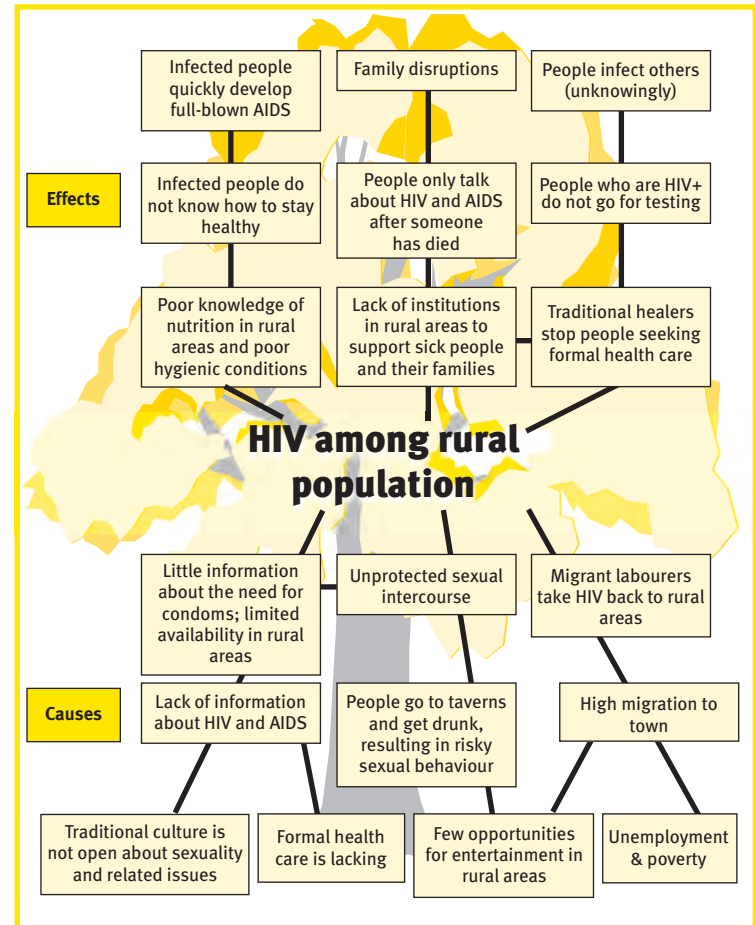 Infected people
quickly develop
full-blown AIDS
Family disruptions
People infect others
(unknowingly)
Effects
Infected people do
not know how to stay
healthy
People only talk
about HIV and AIDS
after someone
has died
People who are HIV+
do not go for testing
Poor knowledge of
nutrition in rural
areas and poor
hygienic conditions
Lack of institutions
in rural areas to
support sick people
and their families
Traditional healers
stop people seeking
formal health care
HIV among rural
population
Little information
about the need for
condoms; limited
availability in rural
areas
Unprotected sexual
intercourse
Migrant labourers
take HIV back to rural
areas
Causes
Lack of information
about HIV and AIDS
People go to taverns
and get drunk,
resulting in risky
sexual behaviour
High migration to
town
Traditional culture is
not open about sexuality
and related issues
Formal health
care is lacking
Few opportunities
for entertainment in
rural areas
Unemployment
& poverty